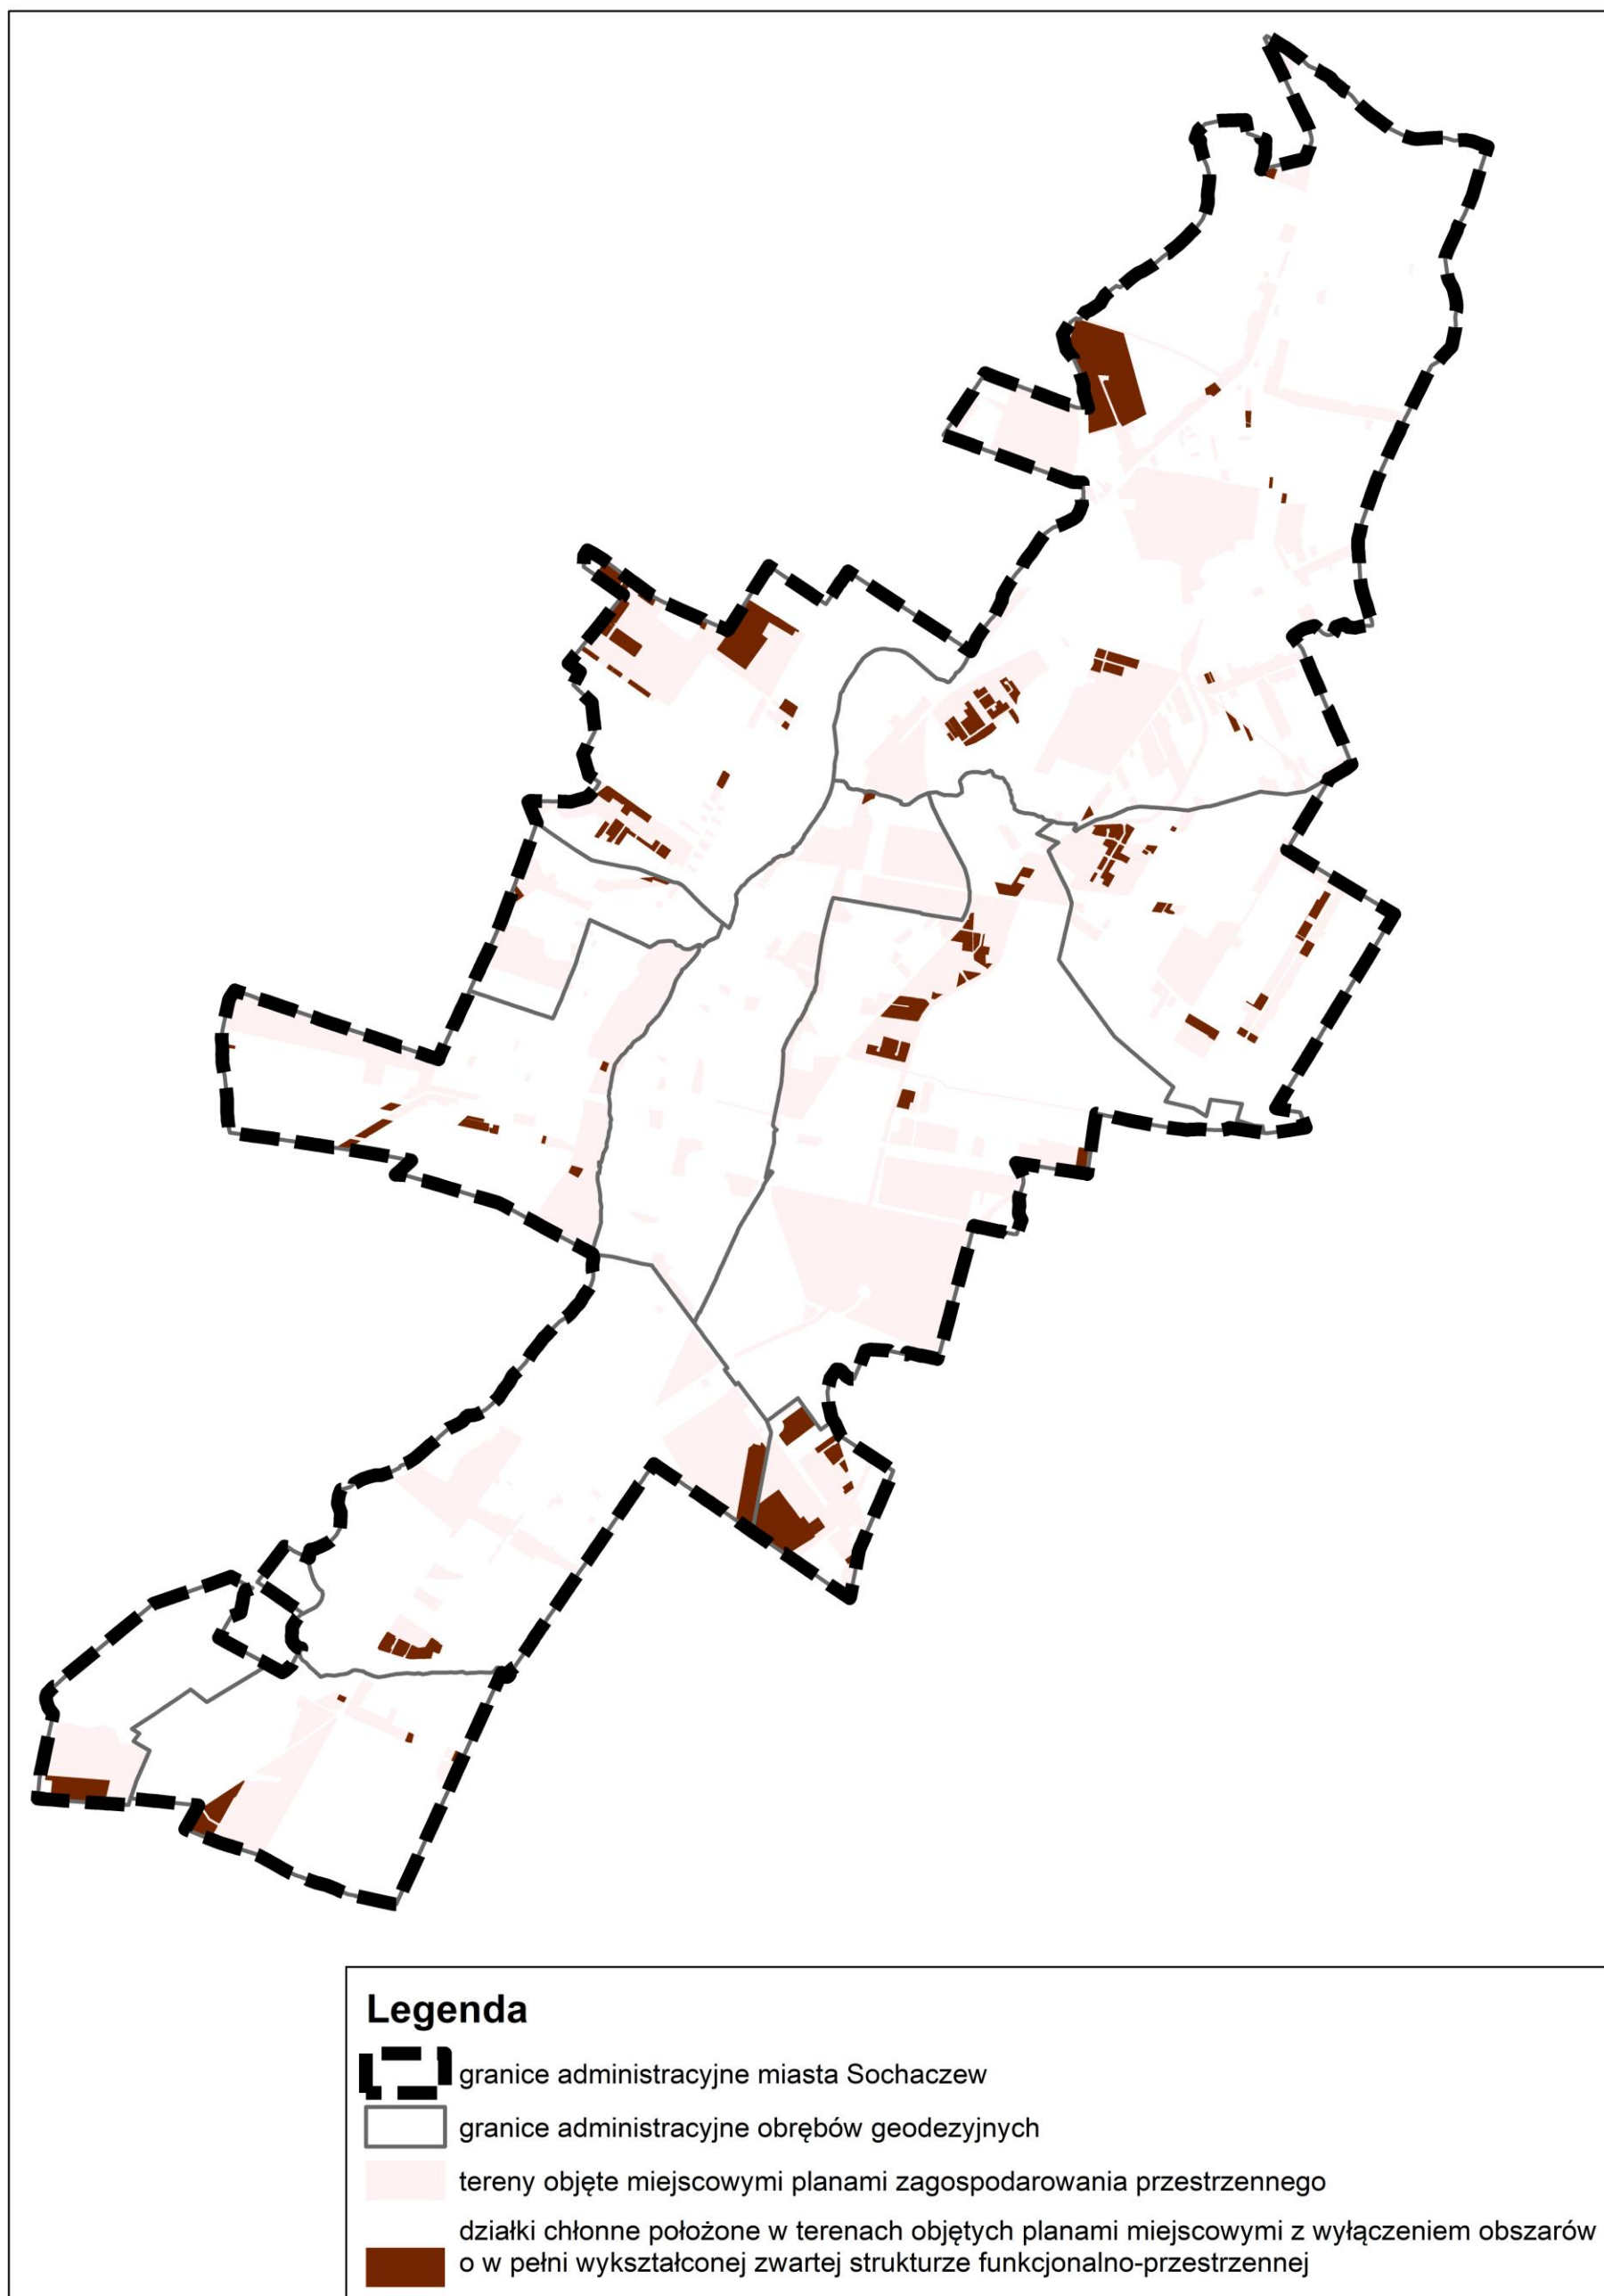 Legenda
granice administracyjne miasta Sochaczew
granice administracyjne obrębów geodezyjnych
tereny objęte miejscowymi planami zagospodarowania przestrzennego
działki chłonne położone w terenach objętych planami miejscowymi z wyłączeniem obszarów
o w pełni wykształconej zwartej strukturze funkcjonalno-przestrzennej